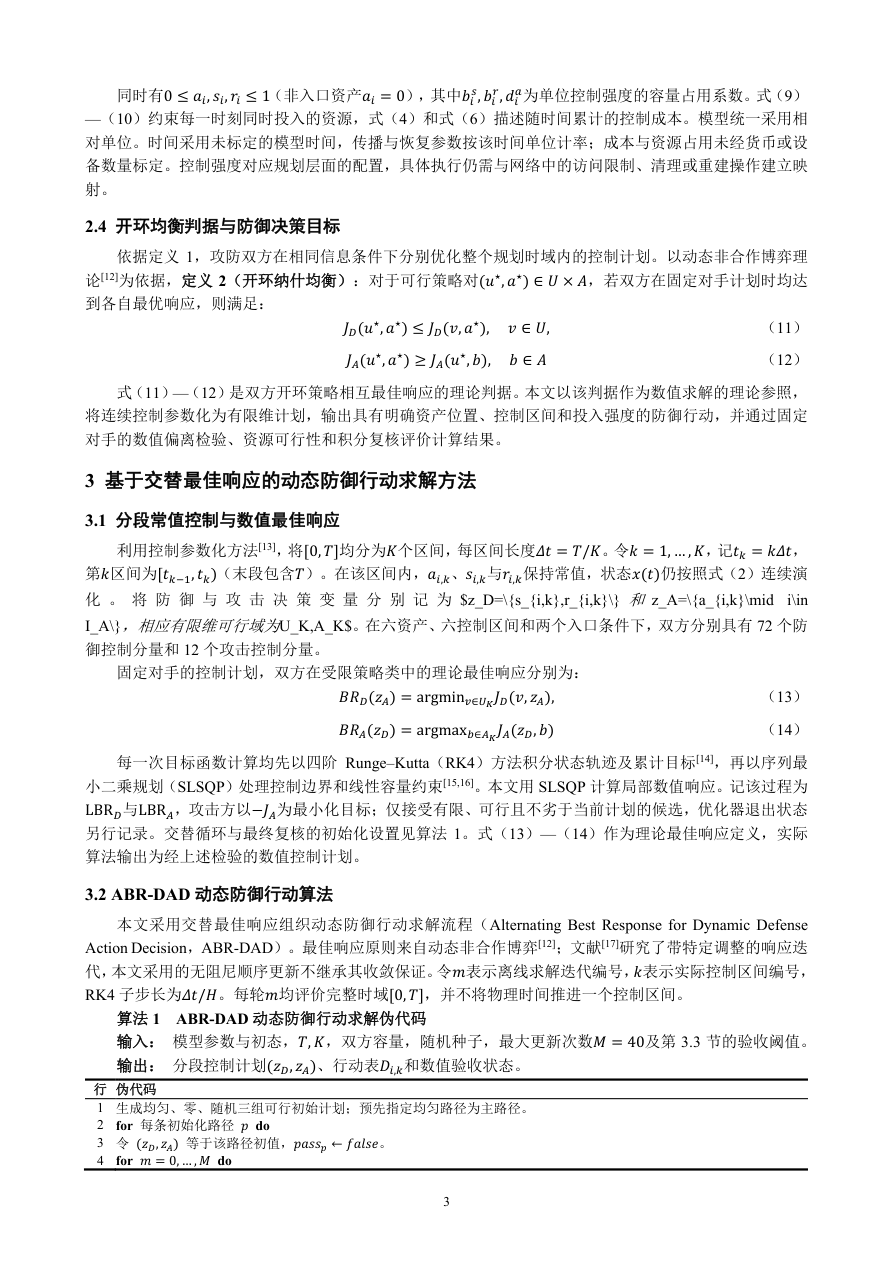 同时有0 ≤ 𝑎ᵢ, 𝑠ᵢ, 𝑟ᵢ ≤ 1（非入口资产𝑎ᵢ = 0），其中𝑏ᵢˢ, 𝑏ᵢʳ, 𝑑ᵢᵃ为单位控制强度的容量占用系数。式（9）
—（10）约束每一时刻同时投入的资源，式（4）和式（6）描述随时间累计的控制成本。模型统一采用相
对单位。时间采用未标定的模型时间，传播与恢复参数按该时间单位计率；成本与资源占用未经货币或设
备数量标定。控制强度对应规划层面的配置，具体执行仍需与网络中的访问限制、清理或重建操作建立映
射。
2.4 开环均衡判据与防御决策目标
依据定义 1，攻防双方在相同信息条件下分别优化整个规划时域内的控制计划。以动态非合作博弈理
论[12]为依据，定义 2（开环纳什均衡）：对于可行策略对(𝑢⋆, 𝑎⋆) ∈ 𝑈 × 𝐴，若双方在固定对手计划时均达
到各自最优响应，则满足：
𝐽_𝐷(𝑢⋆, 𝑎⋆) ≤ 𝐽_𝐷(𝑣, 𝑎⋆), 𝑣 ∈ 𝑈, （11）
𝐽_𝐴(𝑢⋆, 𝑎⋆) ≥ 𝐽_𝐴(𝑢⋆, 𝑏), 𝑏 ∈ 𝐴 （12）
式（11）—（12）是双方开环策略相互最佳响应的理论判据。本文以该判据作为数值求解的理论参照，
将连续控制参数化为有限维计划，输出具有明确资产位置、控制区间和投入强度的防御行动，并通过固定
对手的数值偏离检验、资源可行性和积分复核评价计算结果。
3 基于交替最佳响应的动态防御行动求解方法
3.1 分段常值控制与数值最佳响应
利用控制参数化方法[13]，将[0, 𝑇]均分为𝐾个区间，每区间长度𝛥𝑡 = 𝑇/𝐾。令𝑘 = 1, … , 𝐾，记𝑡ₖ = 𝑘𝛥𝑡，
第𝑘区间为[𝑡ₖ₋₁, 𝑡ₖ)（末段包含𝑇）。在该区间内，𝑎ᵢ,ₖ、𝑠ᵢ,ₖ与𝑟ᵢ,ₖ保持常值，状态𝑥(𝑡)仍按照式（2）连续演
化 。 将 防 御 与 攻 击 决 策 变 量 分 别 记 为 $z_D=\{s_{i,k},r_{i,k}\} 和 z_A=\{a_{i,k}\mid i\in
I_A\}，相应有限维可行域为U_K,A_K$。在六资产、六控制区间和两个入口条件下，双方分别具有 72 个防
御控制分量和 12 个攻击控制分量。
固定对手的控制计划，双方在受限策略类中的理论最佳响应分别为：
𝐵𝑅_𝐷(𝑧_𝐴) = argmin_{𝑣∈𝑈_𝐾} 𝐽_𝐷(𝑣, 𝑧_𝐴), （13）
𝐵𝑅_𝐴(𝑧_𝐷) = argmax_{𝑏∈𝐴_𝐾} 𝐽_𝐴(𝑧_𝐷, 𝑏) （14）
每一次目标函数计算均先以四阶 Runge–Kutta（RK4）方法积分状态轨迹及累计目标[14]，再以序列最
小二乘规划（SLSQP）处理控制边界和线性容量约束[15,16]。本文用 SLSQP 计算局部数值响应。记该过程为
LBR_𝐷与LBR_𝐴，攻击方以−𝐽_𝐴为最小化目标；仅接受有限、可行且不劣于当前计划的候选，优化器退出状态
另行记录。交替循环与最终复核的初始化设置见算法 1。式（13）—（14）作为理论最佳响应定义，实际
算法输出为经上述检验的数值控制计划。
3.2 ABR-DAD 动态防御行动算法
本文采用交替最佳响应组织动态防御行动求解流程（Alternating Best Response for Dynamic Defense
Action Decision，ABR-DAD）。最佳响应原则来自动态非合作博弈[12]；文献[17]研究了带特定调整的响应迭
代，本文采用的无阻尼顺序更新不继承其收敛保证。令𝑚表示离线求解迭代编号，𝑘表示实际控制区间编号，
RK4 子步长为𝛥𝑡/𝐻。每轮𝑚均评价完整时域[0, 𝑇]，并不将物理时间推进一个控制区间。
算法 1 ABR-DAD 动态防御行动求解伪代码
输入： 模型参数与初态，𝑇, 𝐾，双方容量，随机种子，最大更新次数𝑀 = 40及第 3.3 节的验收阈值。
输出： 分段控制计划(𝑧_𝐷, 𝑧_𝐴)、行动表𝐷ᵢ,ₖ和数值验收状态。
行 伪代码
1 生成均匀、零、随机三组可行初始计划；预先指定均匀路径为主路径。
2 for 每条初始化路径 𝑝 do
3 令 (𝑧_𝐷, 𝑧_𝐴) 等于该路径初值，𝑝𝑎𝑠𝑠ₚ ← 𝑓𝑎𝑙𝑠𝑒。
4 for 𝑚 = 0, … , 𝑀 do
3